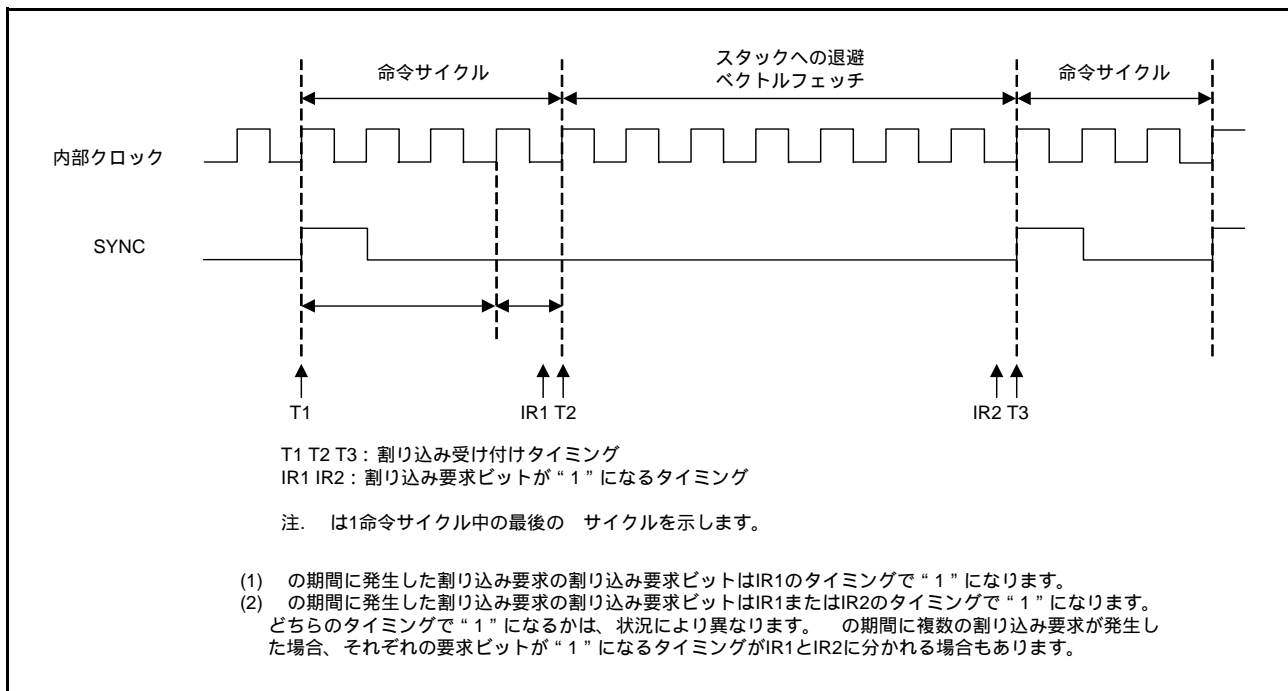 命令サイクル
スタックへの退避
ベクトルフェッチ
命令サイクル
内部クロック
SYNC
T1
IR1 T2
IR2 T3
T1 T2 T3 : 割り込み受け付けタイミング
IR1 IR2 : 割り込み要求ビットが “ 1 ” になるタイミング
注. は1命令サイクル中の最後の サイクルを示します。
(1) の期間に発生した割り込み要求の割り込み要求ビットはIR1のタイミングで “ 1 ” になります。
(2) の期間に発生した割り込み要求の割り込み要求ビットはIR1またはIR2のタイミングで “ 1 ” になります。
どちらのタイミングで “ 1 ” になるかは、状況により異なります。 の期間に複数の割り込み要求が発生し
た場合、それぞれの要求ビットが “ 1 ” になるタイミングがIR1とIR2に分かれる場合もあります。